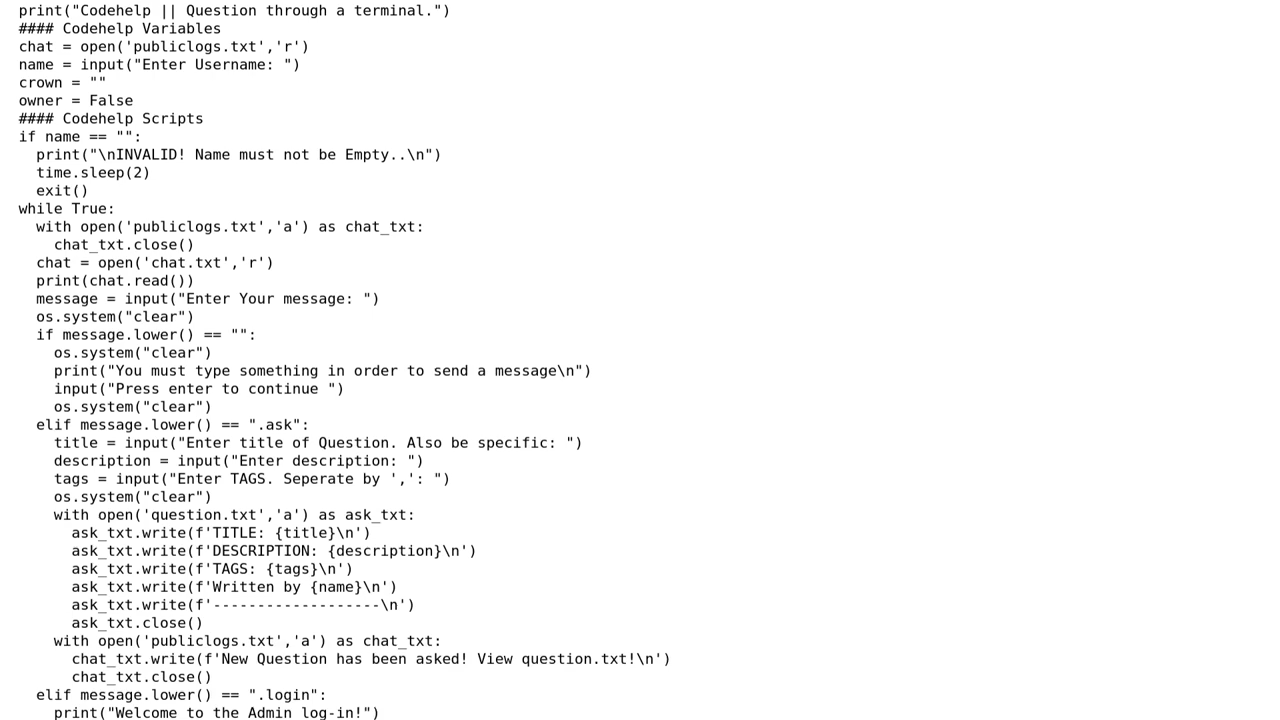 print("Codehelp || Question through a terminal.")
#### Codehelp Variables
chat = open('publiclogs.txt','r')
name = input("Enter Username: ")
crown = ""
owner = False
#### Codehelp Scripts
if name == "":
  print("\nINVALID! Name must not be Empty..\n")
  time.sleep(2)
  exit()
while True:
  with open('publiclogs.txt','a') as chat_txt:
    chat_txt.close()
  chat = open('chat.txt','r')
  print(chat.read())
  message = input("Enter Your message: ")
  os.system("clear")
  if message.lower() == "":
    os.system("clear")
    print("You must type something in order to send a message\n")
    input("Press enter to continue ")
    os.system("clear")
  elif message.lower() == ".ask":
    title = input("Enter title of Question. Also be specific: ")
    description = input("Enter description: ")
    tags = input("Enter TAGS. Seperate by ',': ")
    os.system("clear")
    with open('question.txt','a') as ask_txt:
      ask_txt.write(f'TITLE: {title}\n')
      ask_txt.write(f'DESCRIPTION: {description}\n')
      ask_txt.write(f'TAGS: {tags}\n')
      ask_txt.write(f'Written by {name}\n')
      ask_txt.write(f'-------------------\n')
      ask_txt.close()
    with open('publiclogs.txt','a') as chat_txt:
      chat_txt.write(f'New Question has been asked! View question.txt!\n')
      chat_txt.close()
  elif message.lower() == ".login":
    print("Welcome to the Admin log-in!")